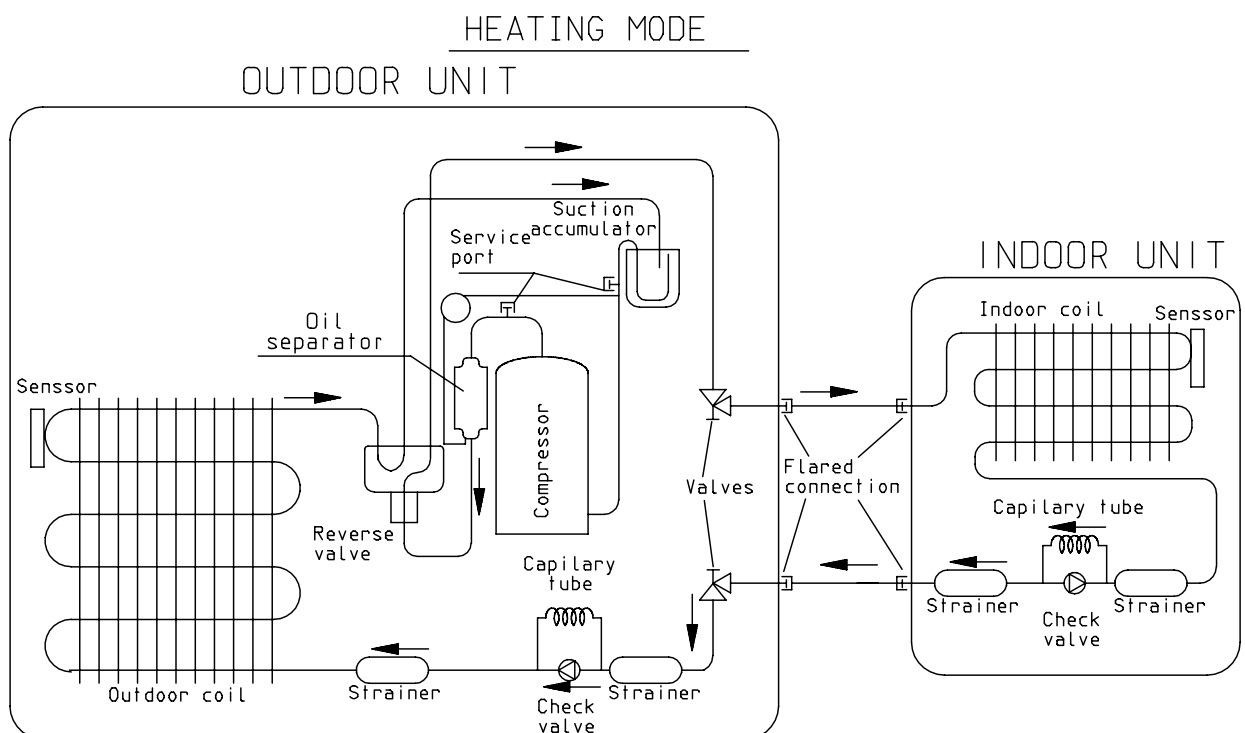 HEATING MODE
OUTDOOR UNIT
Suction
accumulator
Service
port
INDOOR UNIT
Oil
separator
Indoor coil
Senssor
Senssor
Compressor
Valves
Flared
connection
Reverse
valve
Capilary tube
Capilary
tube
Strainer
Strainer
Check
valve
Outdoor coil
Strainer
Strainer
Check
valve